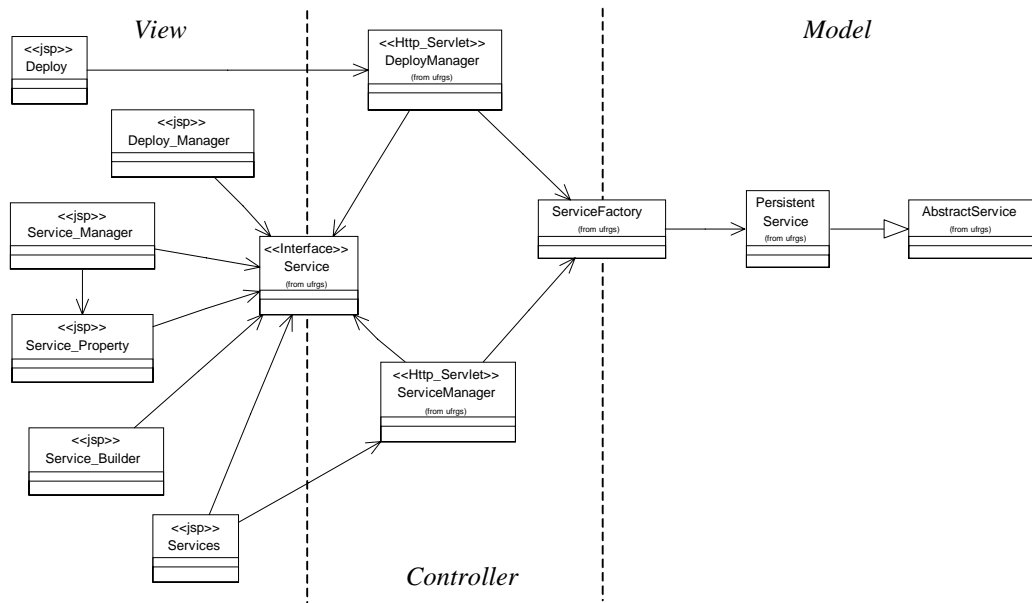 View
Model
<<jsp>>
Deploy
<<Http_Servlet>>
DeployManager
(from ufrgs)
<<jsp>>
Deploy_Manager
<<jsp>>
Service_Manager
<<Interface>>
Service
(from ufrgs)
ServiceFactory
(from ufrgs)
Persistent
Service
(from ufrgs)
AbstractService
(from ufrgs)
<<jsp>>
Service_Property
<<Http_Servlet>>
ServiceManager
(from ufrgs)
<<jsp>>
Service_Builder
<<jsp>>
Services
Controller